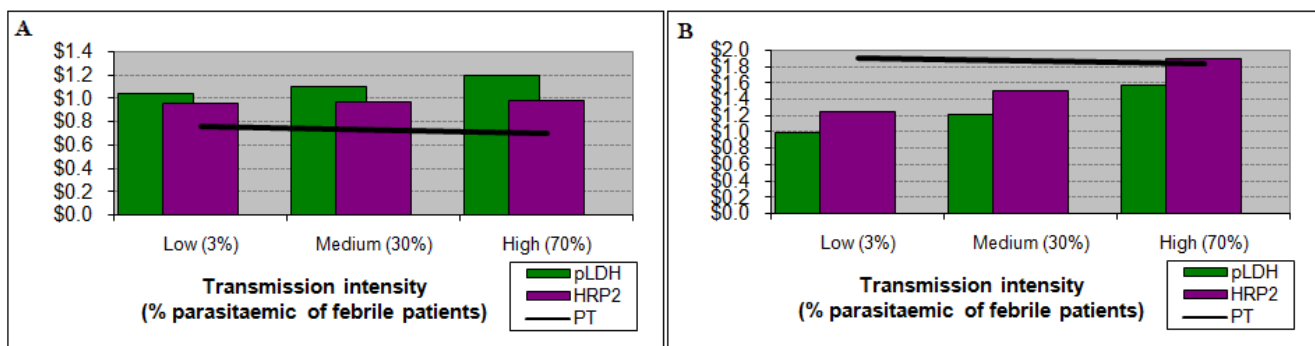 A
$1.4
$1.2
$1.0
$0.8
$0.6
$0.4
$0.2
$0.0
Low (3%) Medium (30%) High (70%)
Transmission intensity
(% parasitaemic of febrile patients)
pLDH
HRP2
PT
B
$2.0
$1.8
$1.6
$1.4
$1.2
$1.0
$0.8
$0.6
$0.4
$0.2
$0.0
Low (3%) Medium (30%) High (70%)
Transmission intensity
(% parasitaemic of febrile patients)
pLDH
HRP2
PT